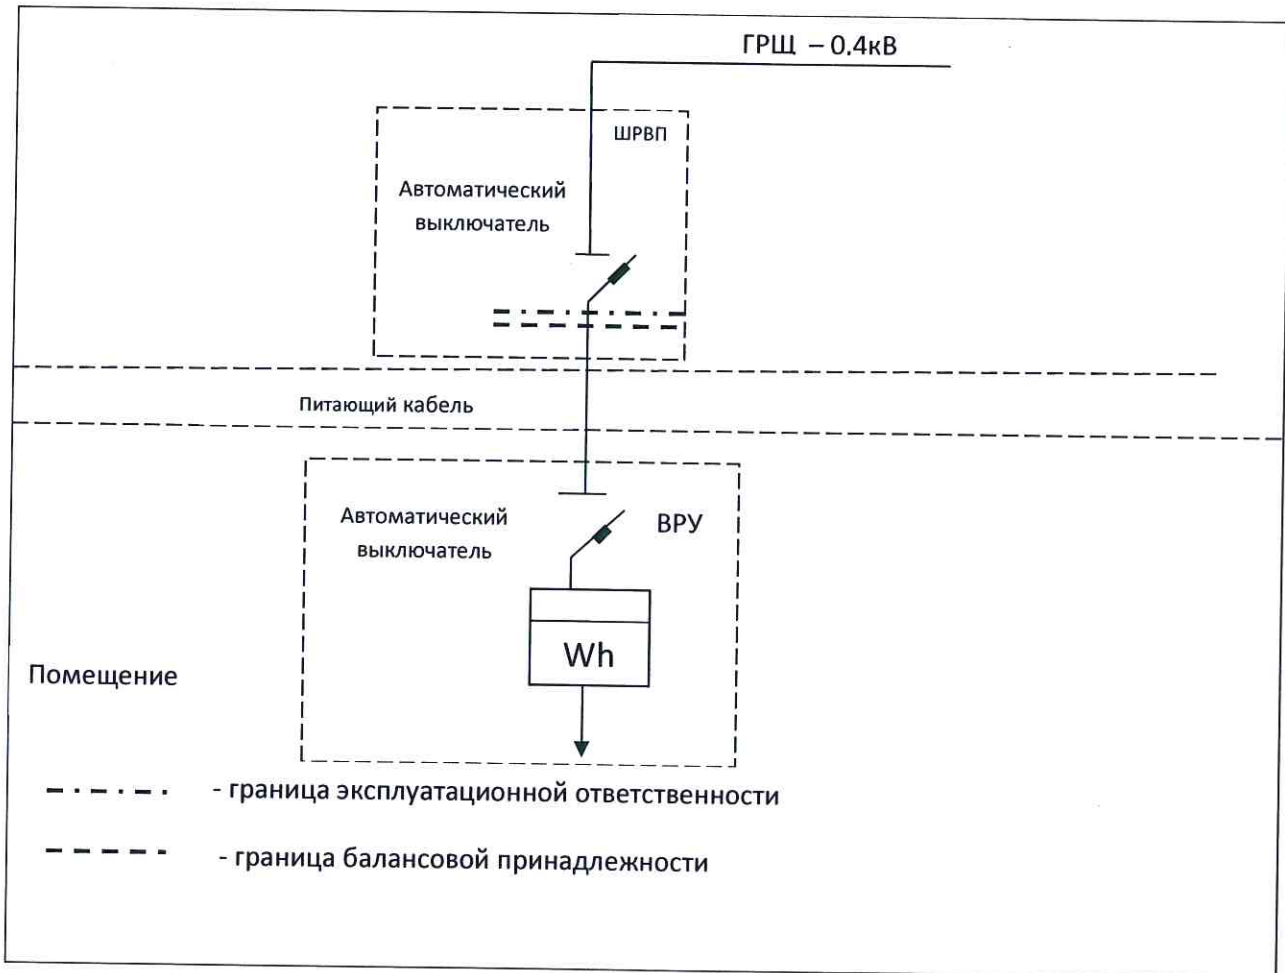 ГРЩ – 0.4кВ
ШРВП
Автоматический
выключатель
Питающий кабель
Автоматический
выключатель
ВРУ
Wh
Помещение
- граница эксплуатационной ответственности
- граница балансовой принадлежности